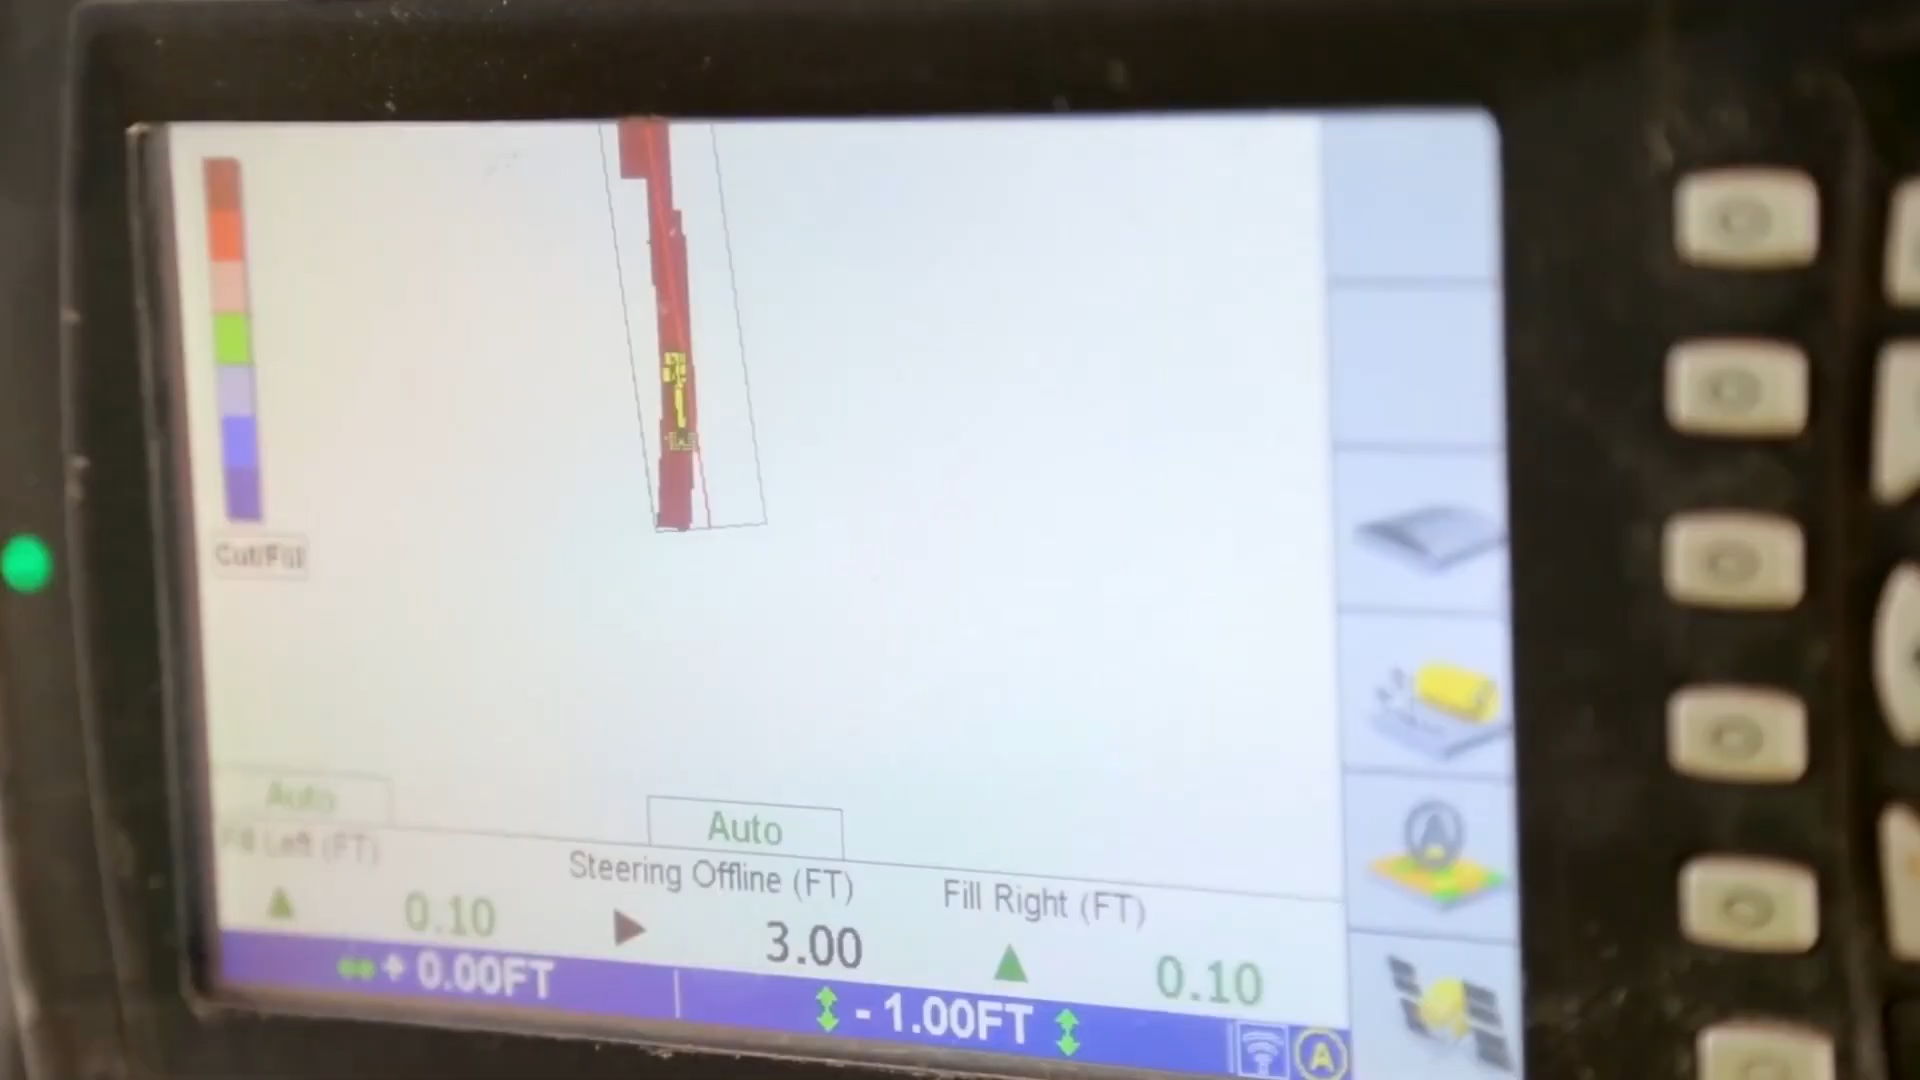 Cut/Fill
Auto
Auto
Fill Left (FT)
Steering Offline (FT)
Fill Right (FT)
0.10
3.00
0.10
+ 0.00FT
- 1.00FT
A